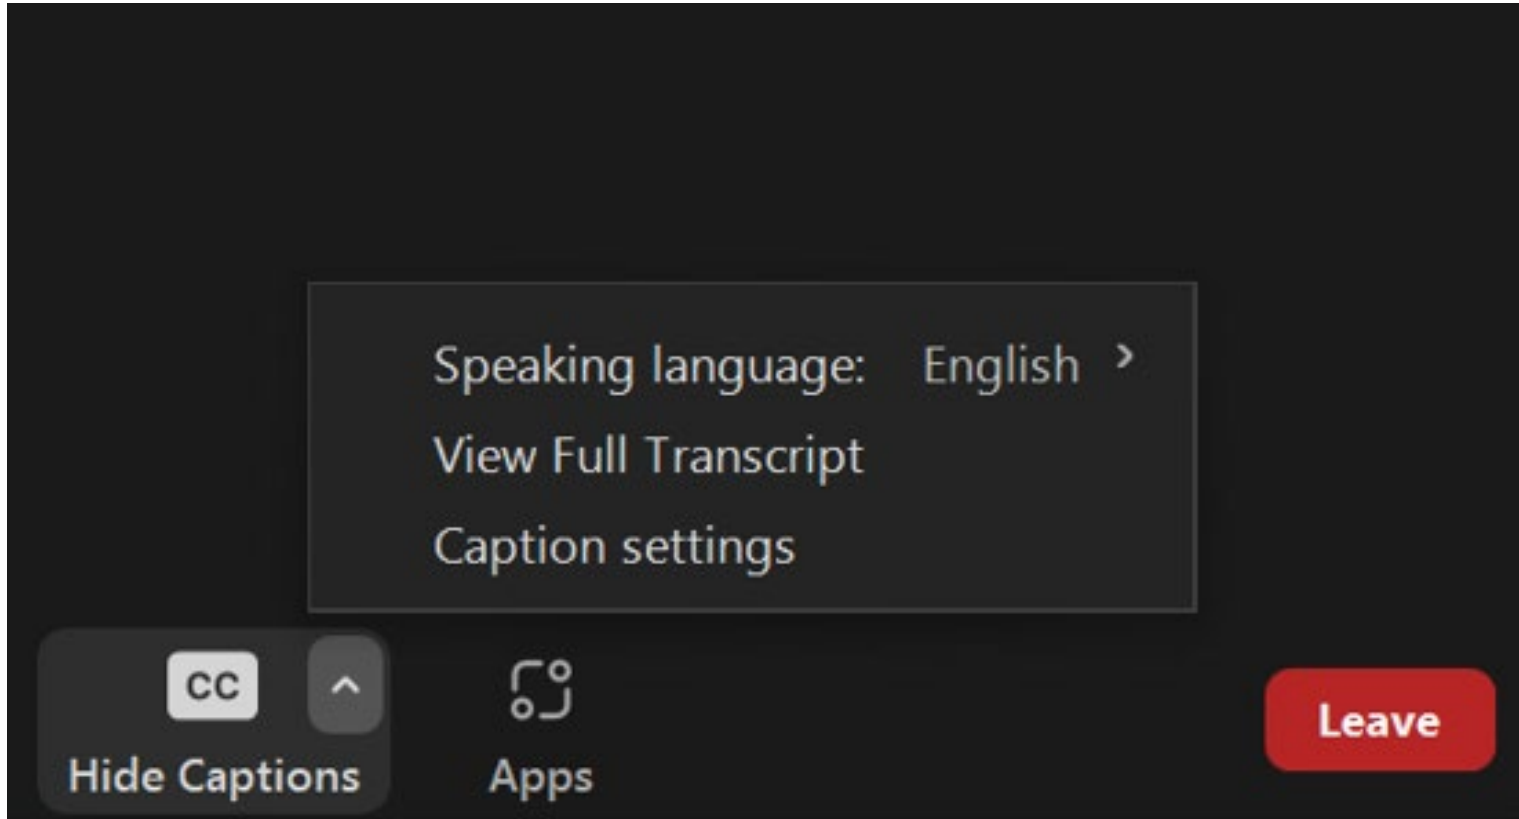 Speaking language: English >
View Full Transcript
Caption settings
CC
Hide Captions
Apps
Leave